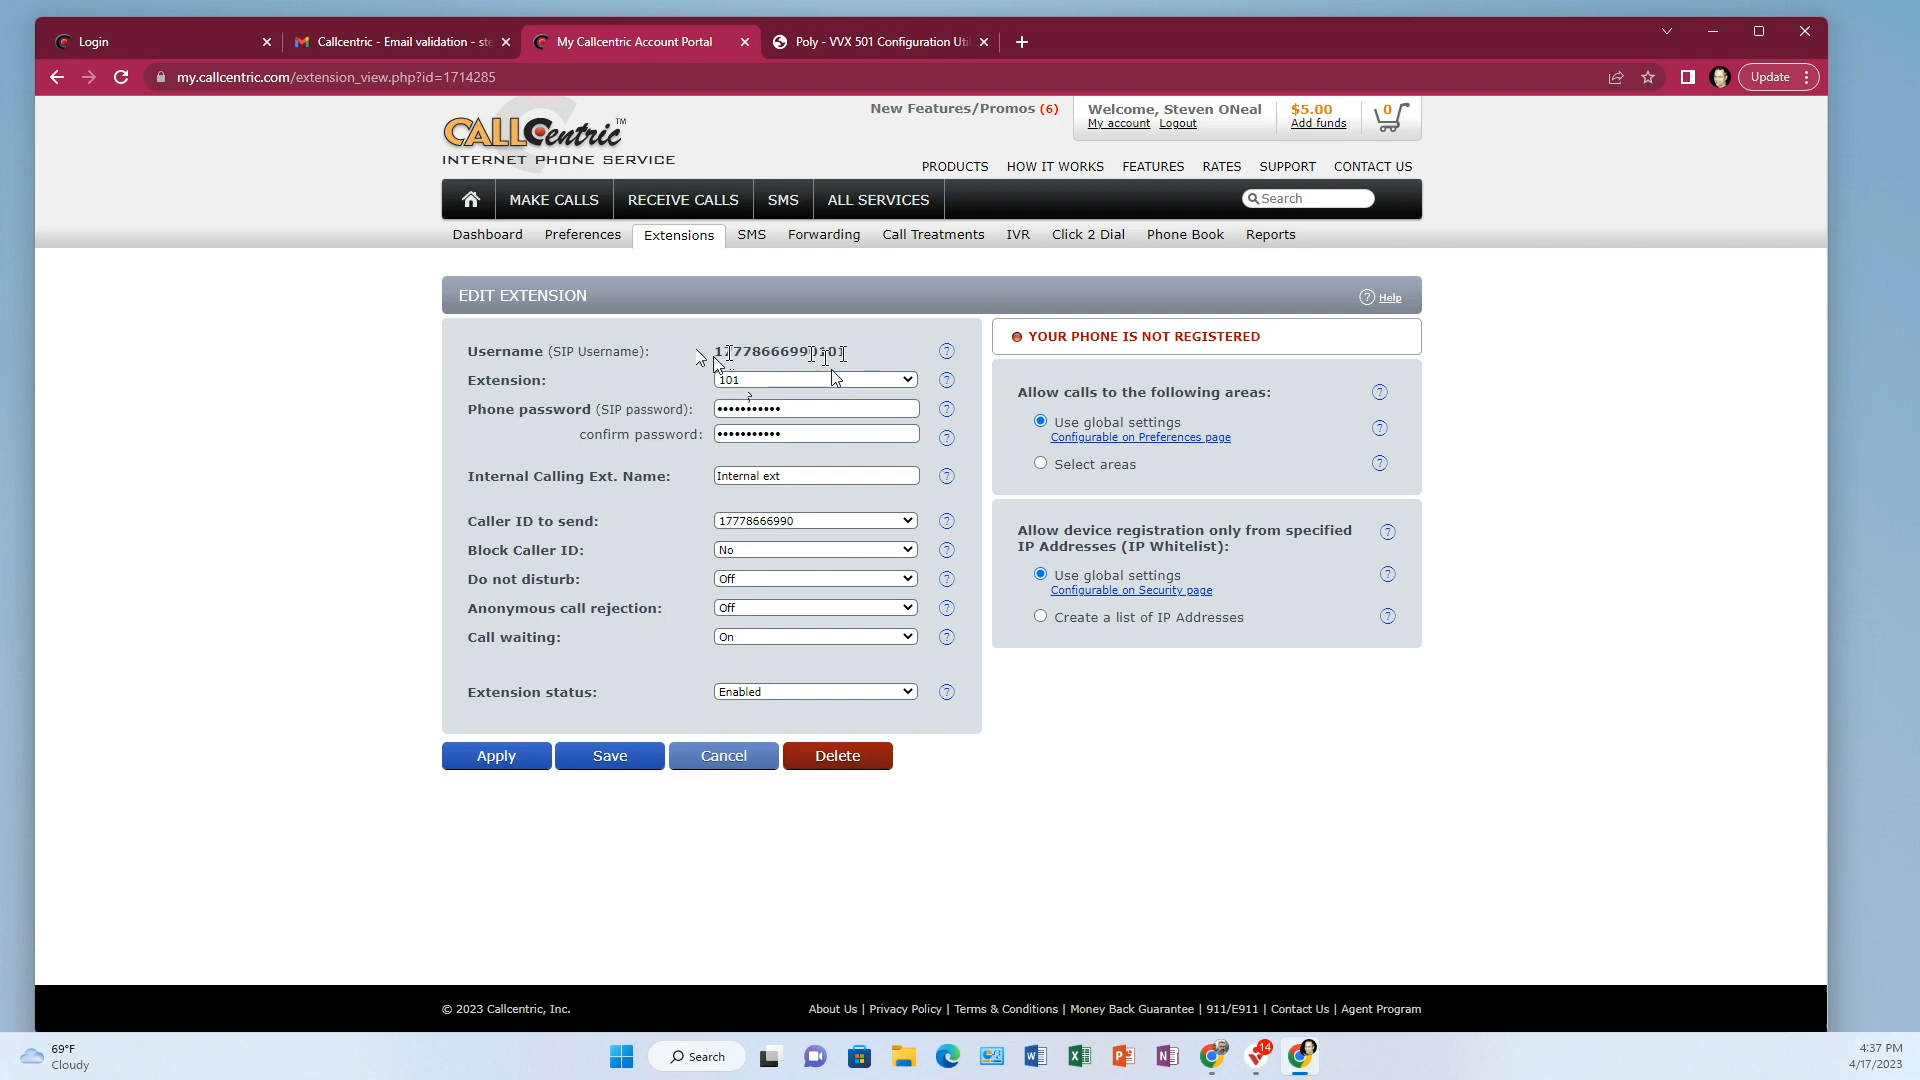 Login
Callcentric - Email validation - ste
My Callcentric Account Portal
Poly - VVX 501 Configuration Uti
my.callcentric.com/extension_view.php?id=1714285
Update
CALLCentric™
INTERNET PHONE SERVICE
New Features/Promos (6)
Welcome, Steven ONeal
My account Logout
$5.00
Add funds
0
PRODUCTS HOW IT WORKS FEATURES RATES SUPPORT CONTACT US
MAKE CALLS RECEIVE CALLS SMS ALL SERVICES
Search
Dashboard Preferences Extensions SMS Forwarding Call Treatments IVR Click 2 Dial Phone Book Reports
EDIT EXTENSION
? Help
Username (SIP Username): 17778666990101 ?
Extension: 101 ?
Phone password (SIP password): ••••••••••• ?
confirm password: ••••••••••• ?
Internal Calling Ext. Name: Internal ext ?
Caller ID to send: 17778666990 ?
Block Caller ID: No ?
Do not disturb: Off ?
Anonymous call rejection: Off ?
Call waiting: On ?
Extension status: Enabled ?
Apply Save Cancel Delete
YOUR PHONE IS NOT REGISTERED
Allow calls to the following areas: ?
Use global settings ?
Configurable on Preferences page
Select areas ?
Allow device registration only from specified ?
IP Addresses (IP Whitelist):
Use global settings ?
Configurable on Security page
Create a list of IP Addresses ?
© 2023 Callcentric, Inc.
About Us | Privacy Policy | Terms & Conditions | Money Back Guarantee | 911/E911 | Contact Us | Agent Program
69°F
Cloudy
Search
14
4:37 PM
4/17/2023